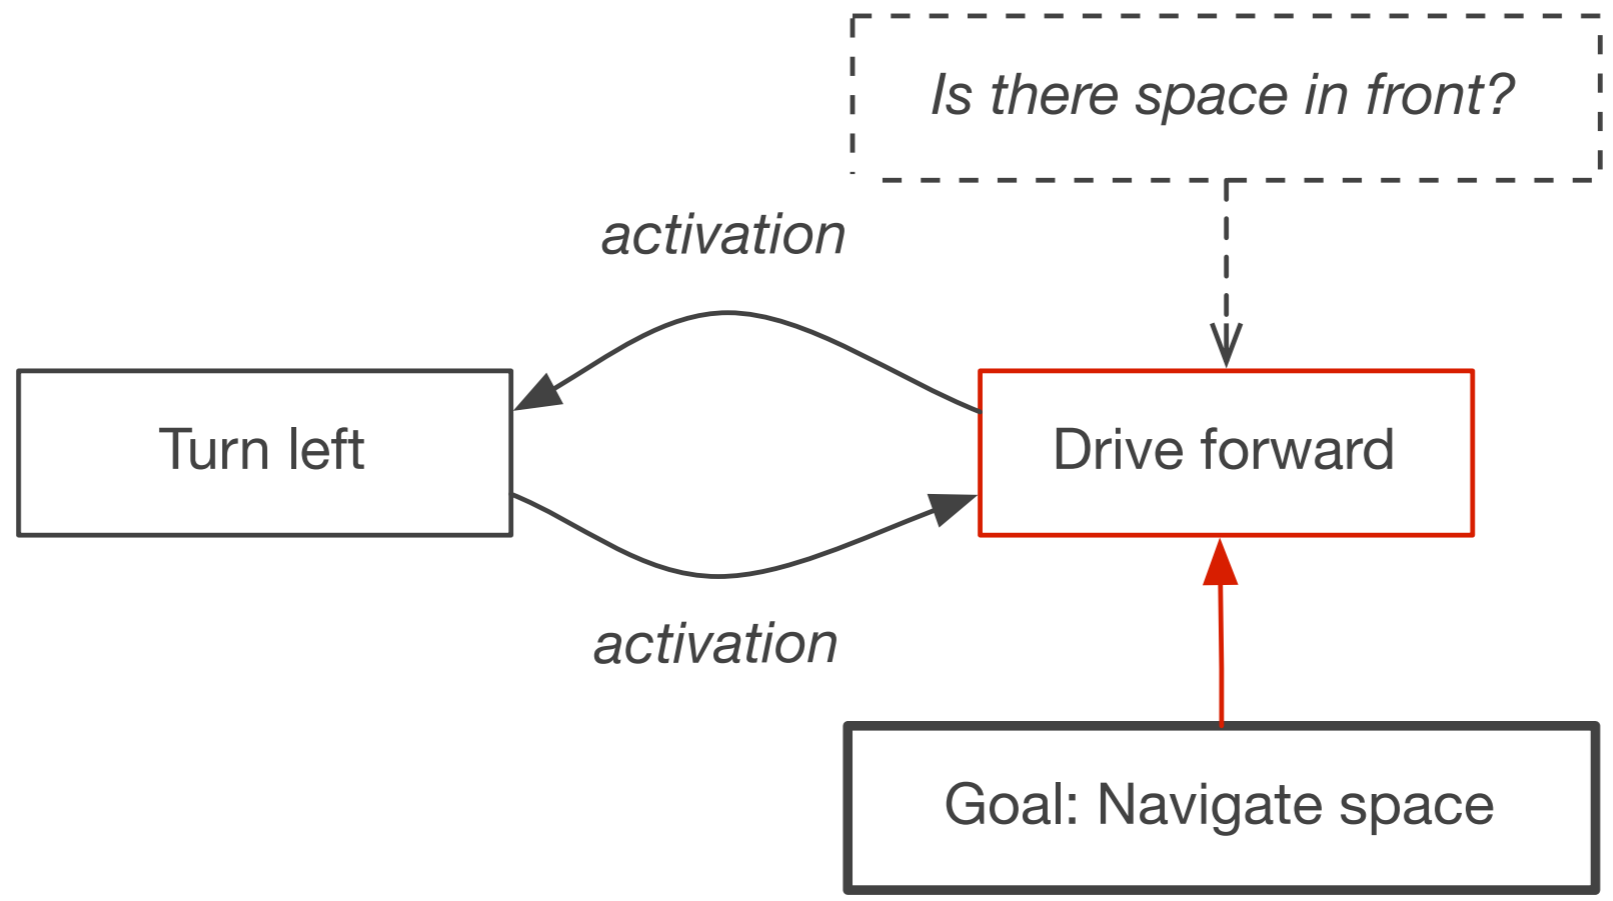 Is there space in front?
activation
Turn left
Drive forward
activation
Goal: Navigate space